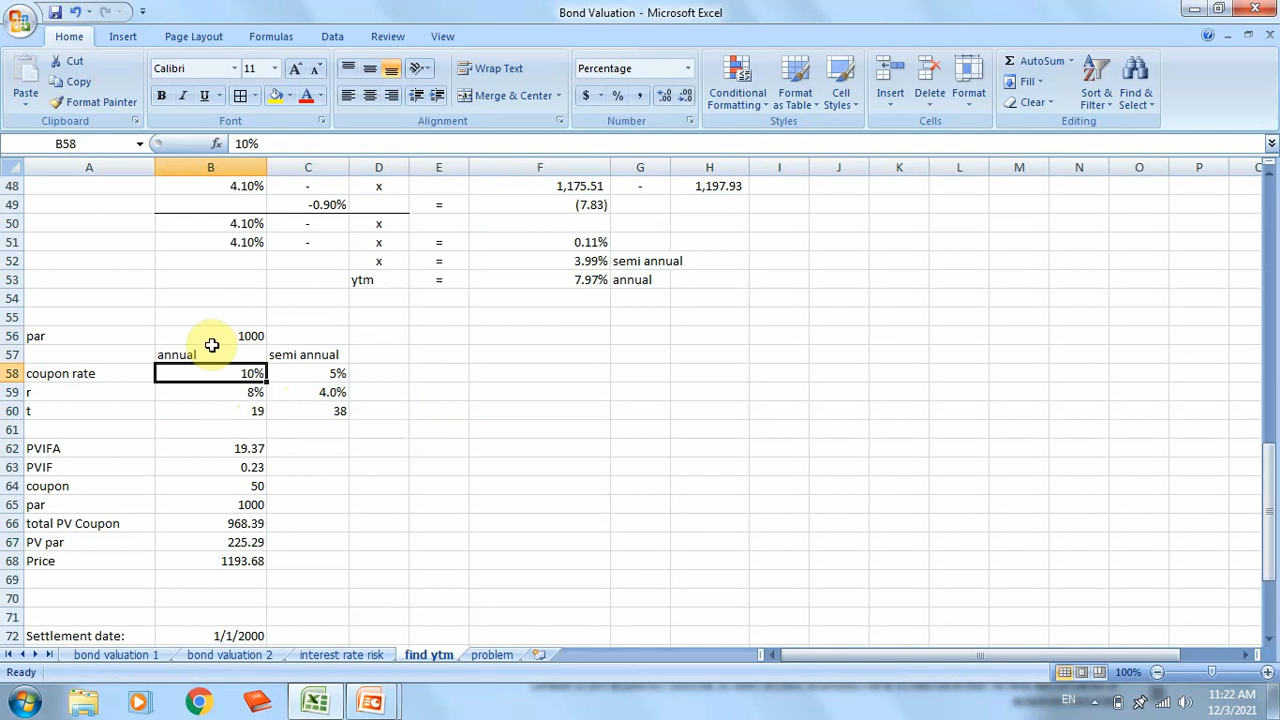 Bond Valuation - Microsoft Excel
Home Insert Page Layout Formulas Data Review View
Paste Cut Copy Format Painter Clipboard
Calibri 11 A A B I U A Font
Wrap Text Merge & Center Alignment
Percentage $ % , Number
Conditional Formatting Format as Table Cell Styles Styles
Insert Delete Format Cells
AutoSum Fill Clear Sort & Filter Find & Select Editing
B58 fx 10%
A B C D E F G H I J K L M N O P
48 4.10% - x 1,175.51 - 1,197.93
49 -0.90% = (7.83)
50 4.10% - x
51 4.10% - x = 0.11%
52 x = 3.99% semi annual
53 ytm = 7.97% annual
54
55
56 par 1000
57 annual semi annual
58 coupon rate 10% 5%
59 r 8% 4.0%
60 t 19 38
61
62 PVIFA 19.37
63 PVIF 0.23
64 coupon 50
65 par 1000
66 total PV Coupon 968.39
67 PV par 225.29
68 Price 1193.68
69
70
71
72 Settlement date: 1/1/2000
bond valuation 1 bond valuation 2 interest rate risk find ytm problem
Ready 100%
EN 11:22 AM
12/3/2021